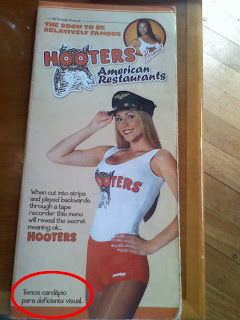 THE SOON TO BE
RELATIVELY FAMOUS
HOOTERS
American
Restaurants
HOOTERS
When cut into strips
and played backwards
through a tape
recorder this menu
will reveal the secret
meaning of...
HOOTERS
Temos cardápio
para deficiente visual.